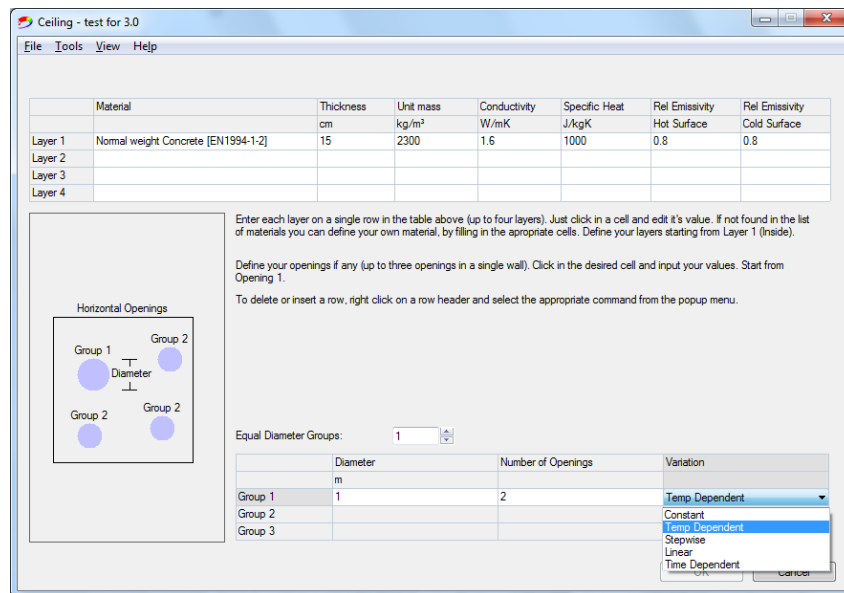 Ceiling - test for 3.0
File Tools View Help
Material Thickness Unit mass Conductivity Specific Heat Rel Emissivity Rel Emissivity
cm kg/m³ W/mK J/kgK Hot Surface Cold Surface
Layer 1 Normal weight Concrete [EN1994-1-2] 15 2300 1.6 1000 0.8 0.8
Layer 2
Layer 3
Layer 4
Enter each layer on a single row in the table above (up to four layers). Just click in a cell and edit it's value. If not found in the list
of materials you can define your own material, by filling in the apropriate cells. Define your layers starting from Layer 1 (Inside).
Define your openings if any (up to three openings in a single wall). Click in the desired cell and input your values. Start from
Opening 1.
To delete or insert a row, right click on a row header and select the appropriate command from the popup menu.
Horizontal Openings
Group 2
Group 1
Diameter
Group 2
Group 2
Equal Diameter Groups: 1
Diameter Number of Openings Variation
m
Group 1 1 2 Temp Dependent
Group 2
Group 3
Constant
Temp Dependent
Stepwise
Linear
Time Dependent
OK Cancel